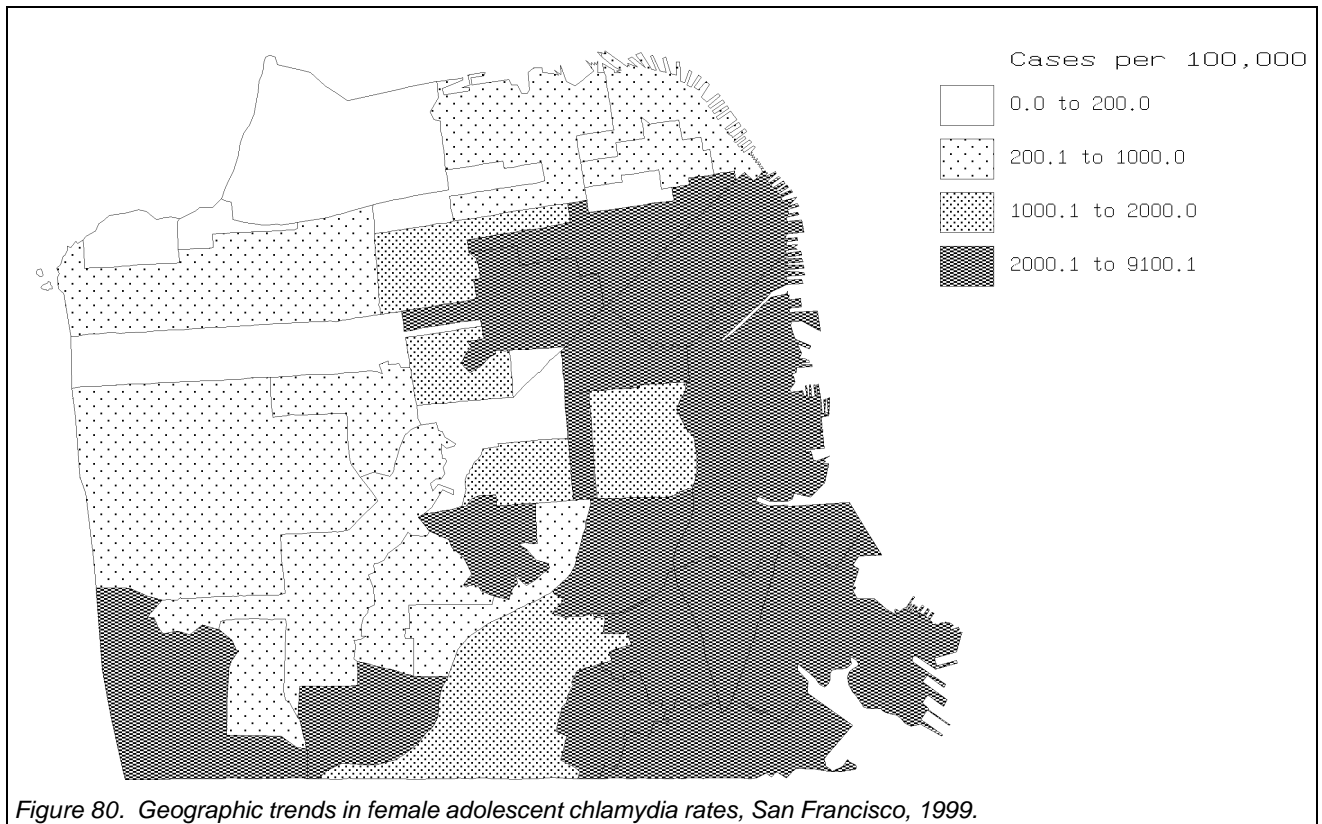 Cases per 100,000
0.0 to 200.0
200.1 to 1000.0
1000.1 to 2000.0
2000.1 to 9100.1
Figure 80. Geographic trends in female adolescent chlamydia rates, San Francisco, 1999.